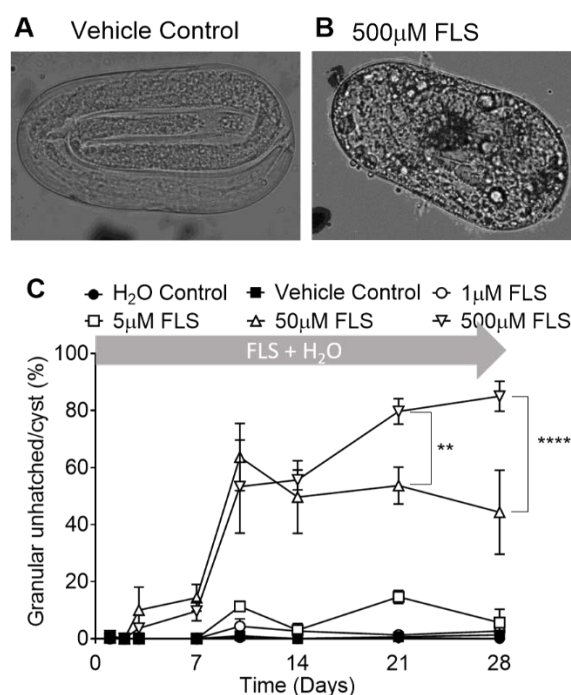 A Vehicle Control
B 500μM FLS
C
H₂O Control Vehicle Control 1μM FLS
5μM FLS 50μM FLS 500μM FLS
FLS + H₂O
Granular unhatched/cyst (%)
100
80
60
40
20
0
**
****
0 7 14 21 28
Time (Days)